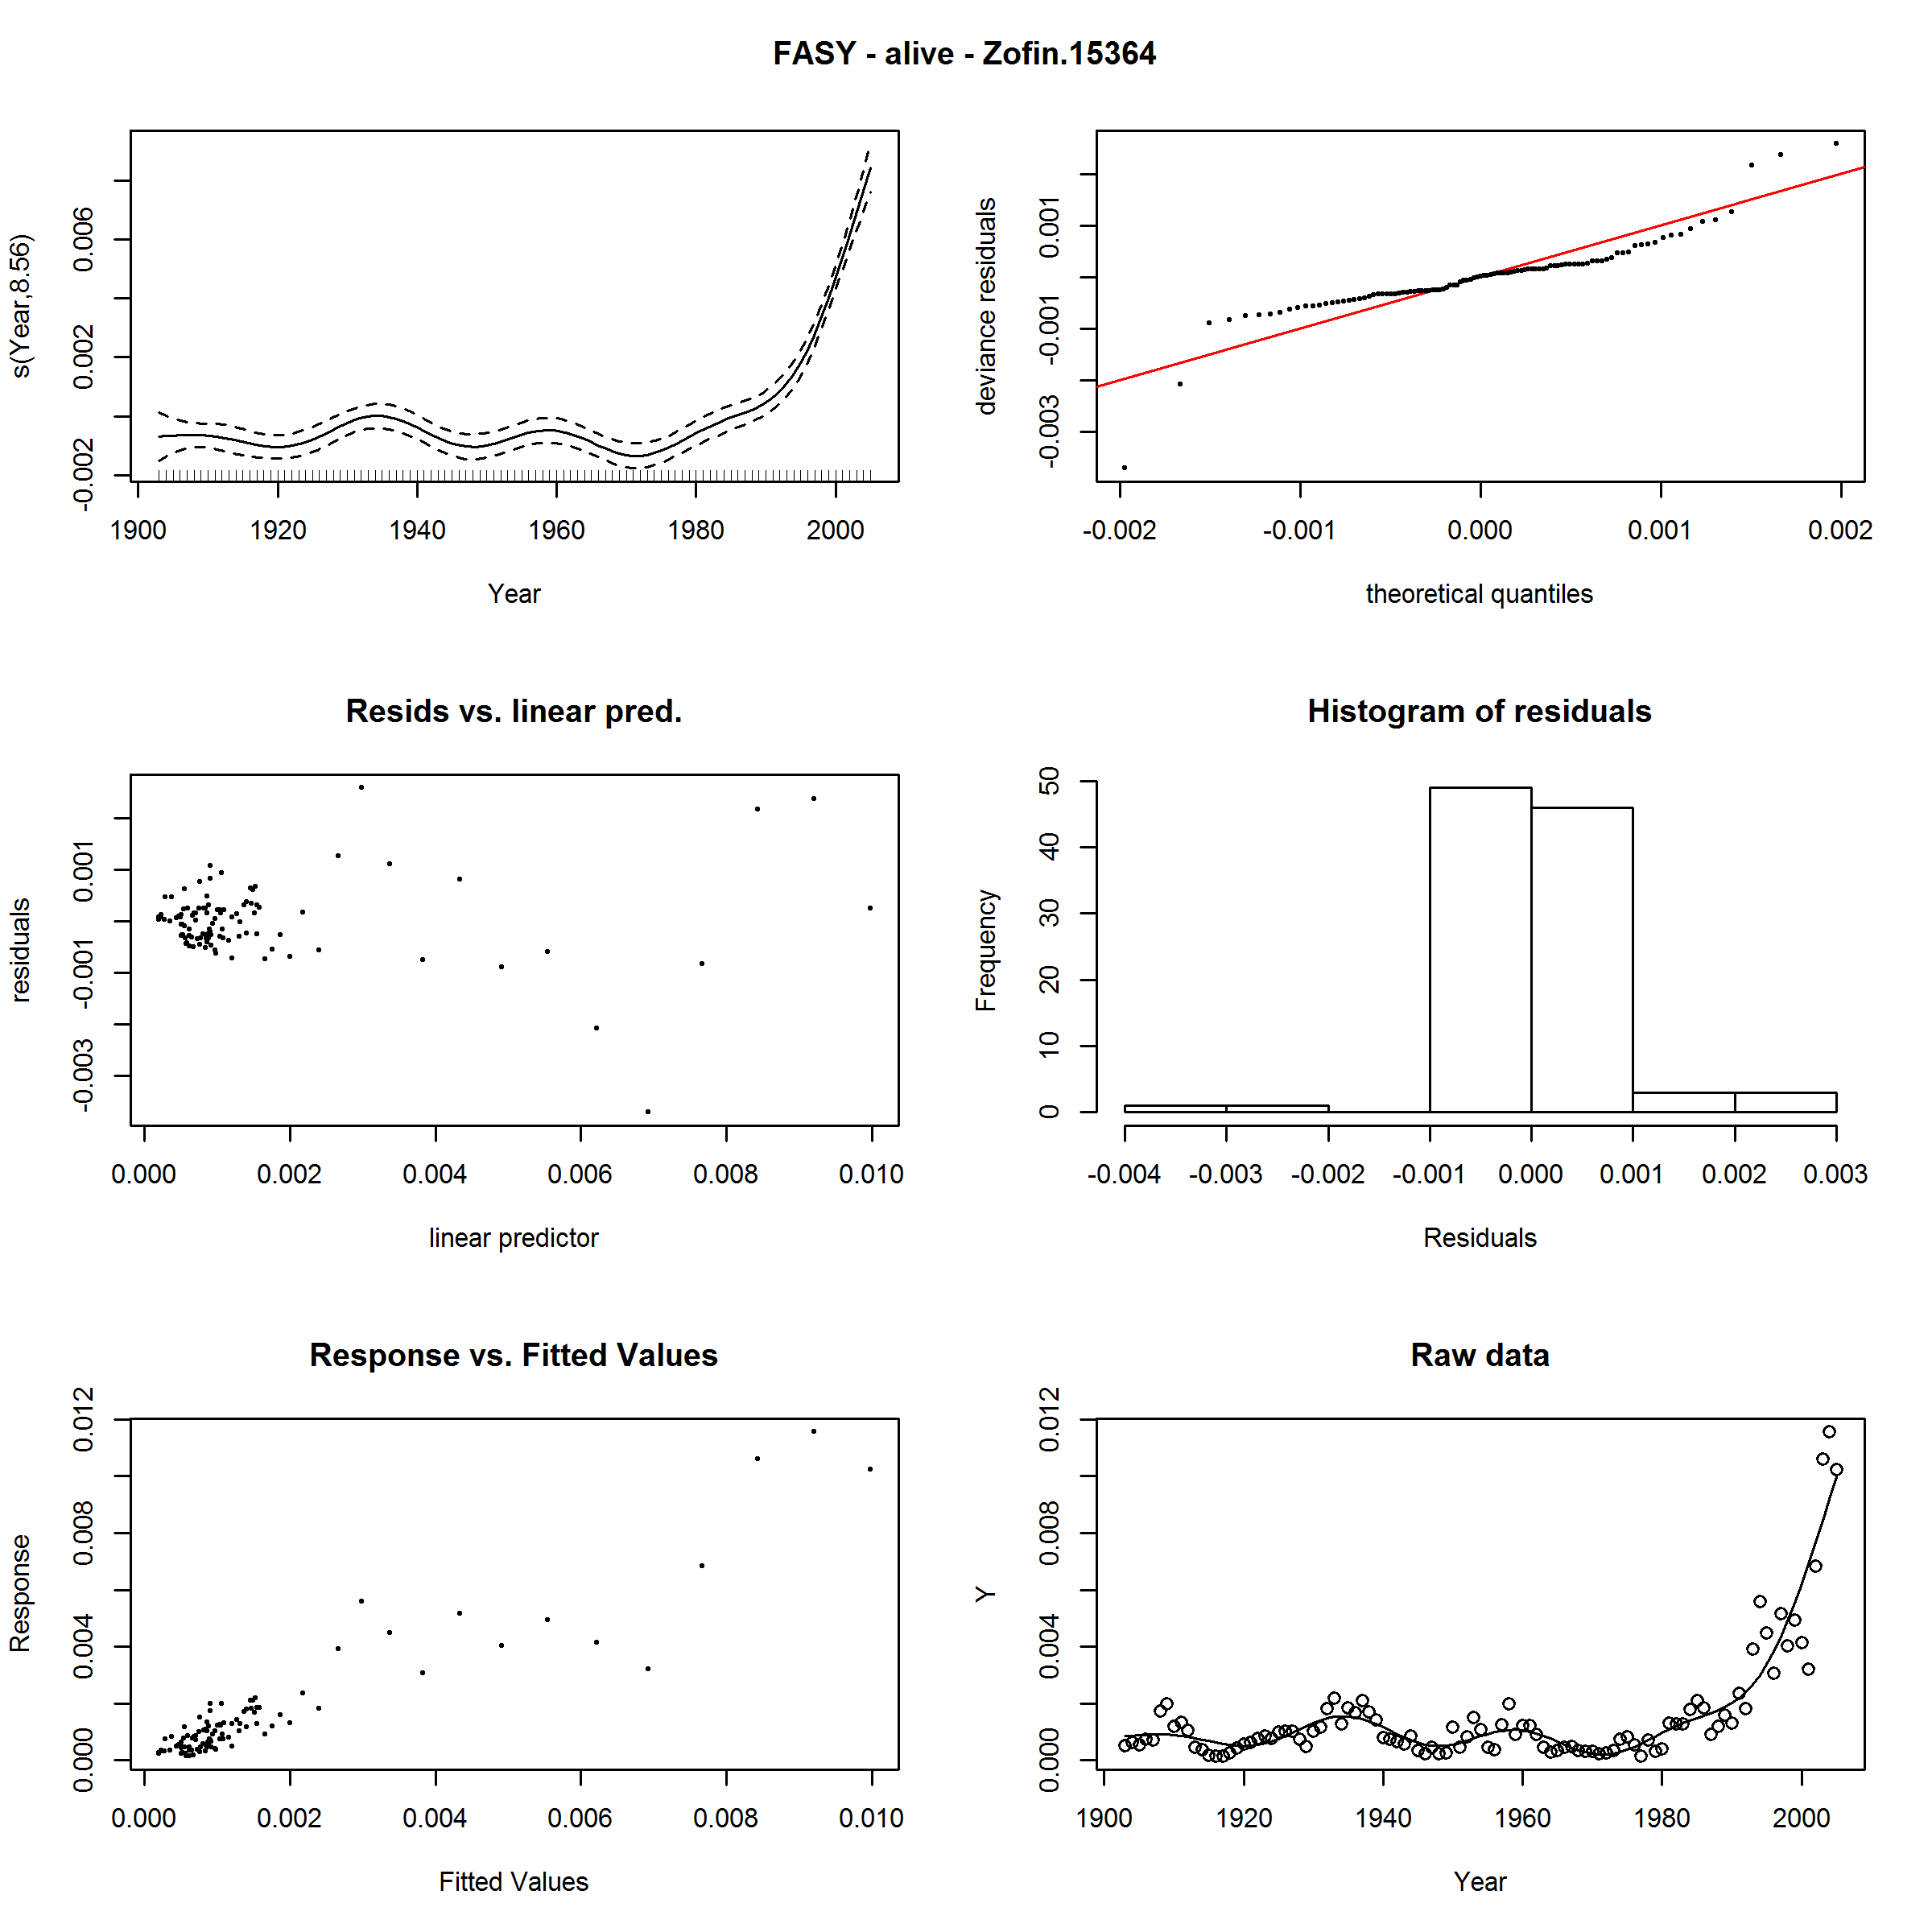 FASY - alive - Zofin.15364
s(Year,8.56)
-0.002 0.002 0.006
1900 1920 1940 1960 1980 2000
Year
deviance residuals
-0.003 -0.001 0.001
-0.002 -0.001 0.000 0.001 0.002
theoretical quantiles
Resids vs. linear pred.
residuals
-0.003 -0.001 0.001
0.000 0.002 0.004 0.006 0.008 0.010
linear predictor
Histogram of residuals
Frequency
0 10 20 30 40 50
-0.004 -0.003 -0.002 -0.001 0.000 0.001 0.002 0.003
Residuals
Response vs. Fitted Values
Response
0.000 0.004 0.008 0.012
0.000 0.002 0.004 0.006 0.008 0.010
Fitted Values
Raw data
Y
0.000 0.004 0.008 0.012
1900 1920 1940 1960 1980 2000
Year